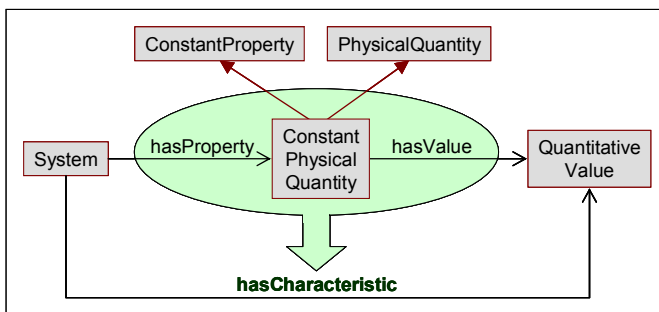 ConstantProperty
PhysicalQuantity
System
hasProperty
Constant
Physical
Quantity
hasValue
Quantitative
Value
hasCharacteristic